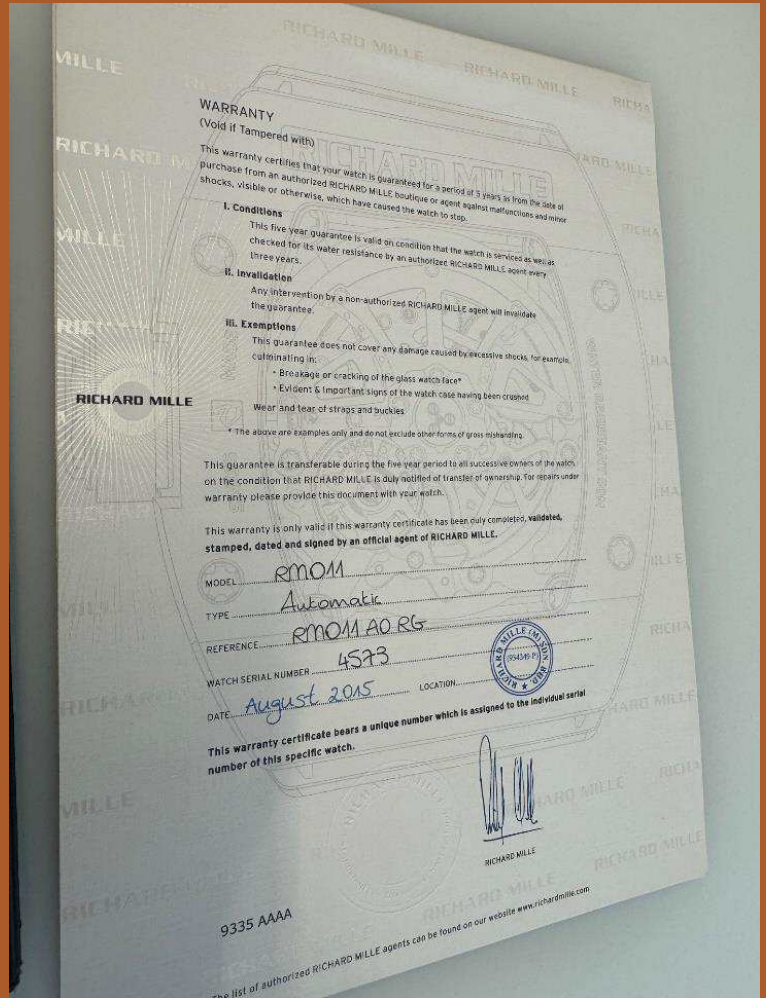 RICHARD MILLE
WARRANTY
(Void if Tampered with)
This warranty certifies that your watch is guaranteed for a period of 5 years as from the date of
purchase from an authorized RICHARD MILLE boutique or agent against malfunctions and minor
shocks, visible or otherwise, which have caused the watch to stop.
I. Conditions
This five year guarantee is valid on condition that the watch is serviced as well as
checked for its water resistance by an authorized RICHARD MILLE agent every
three years.
II. Invalidation
Any intervention by a non-authorized RICHARD MILLE agent will invalidate
the guarantee.
III. Exemptions
This guarantee does not cover any damage caused by excessive shocks, for example,
culminating in:
• Breakage or cracking of the glass watch face*
• Evident & Important signs of the watch case having been crushed
Wear and tear of straps and buckles
* The above are examples only and do not exclude other forms of gross mishandling.
This guarantee is transferable during the five year period to all successive owners of the watch
on the condition that RICHARD MILLE is duly notified of transfer of ownership. For repairs under
warranty please provide this document with your watch.
This warranty is only valid if this warranty certificate has been duly completed, validated,
stamped, dated and signed by an official agent of RICHARD MILLE.
MODEL RM011
TYPE Automatic
REFERENCE RM011 AO RG
WATCH SERIAL NUMBER 4573
DATE August 2015 LOCATION
RICHARD MILLE (M) SDN. BHD.
This warranty certificate bears a unique number which is assigned to the individual serial
number of this specific watch.
RICHARD MILLE
9335 AAAA
The list of authorized RICHARD MILLE agents can be found on our website www.richardmille.com